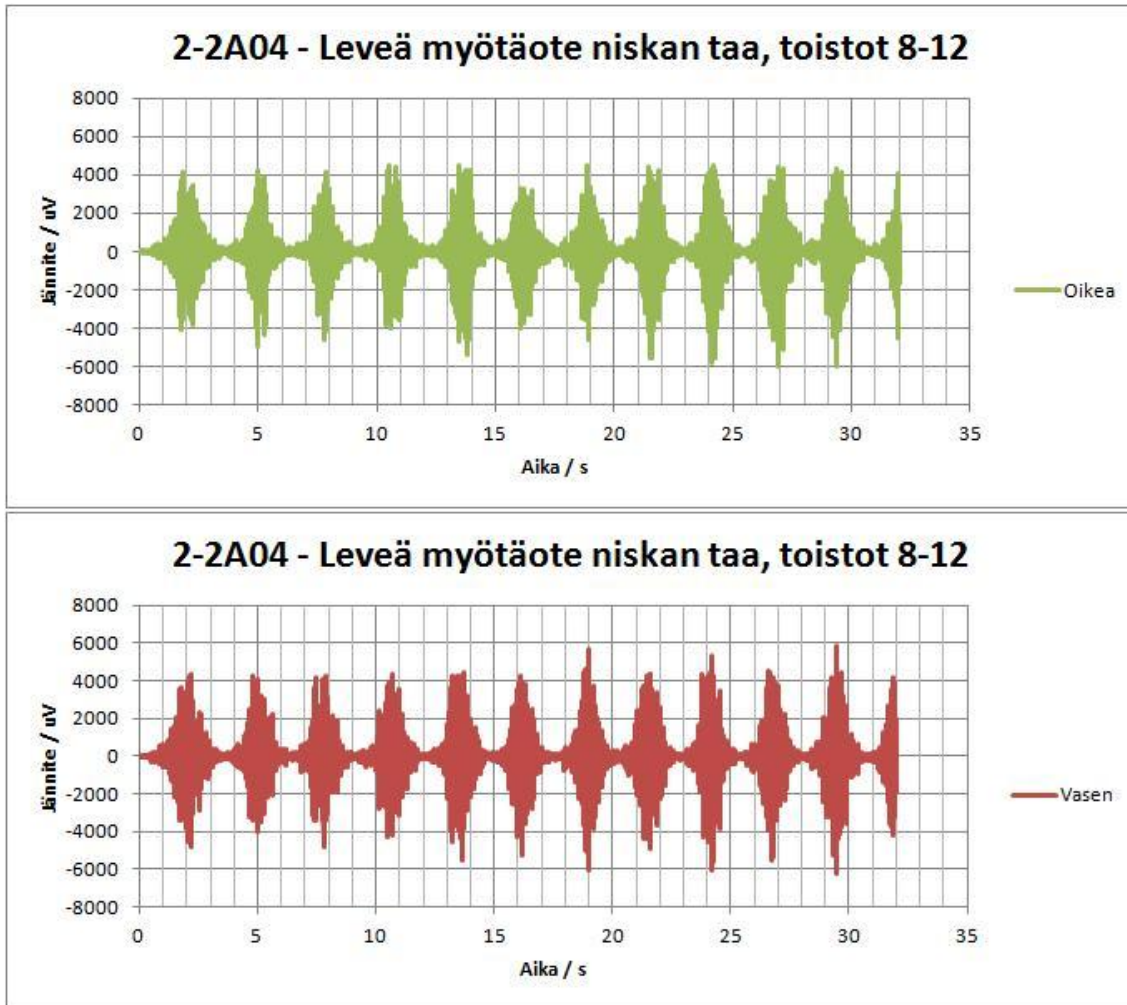 2-2A04 - Leveä myötäote niskan taa, toistot 8-12
8000
6000
4000
2000
0
-2000
-4000
-6000
-8000
Jännite / uV
0 5 10 15 20 25 30 35
Aika / s
Oikea
2-2A04 - Leveä myötäote niskan taa, toistot 8-12
8000
6000
4000
2000
0
-2000
-4000
-6000
-8000
Jännite / uV
0 5 10 15 20 25 30 35
Aika / s
Vasen